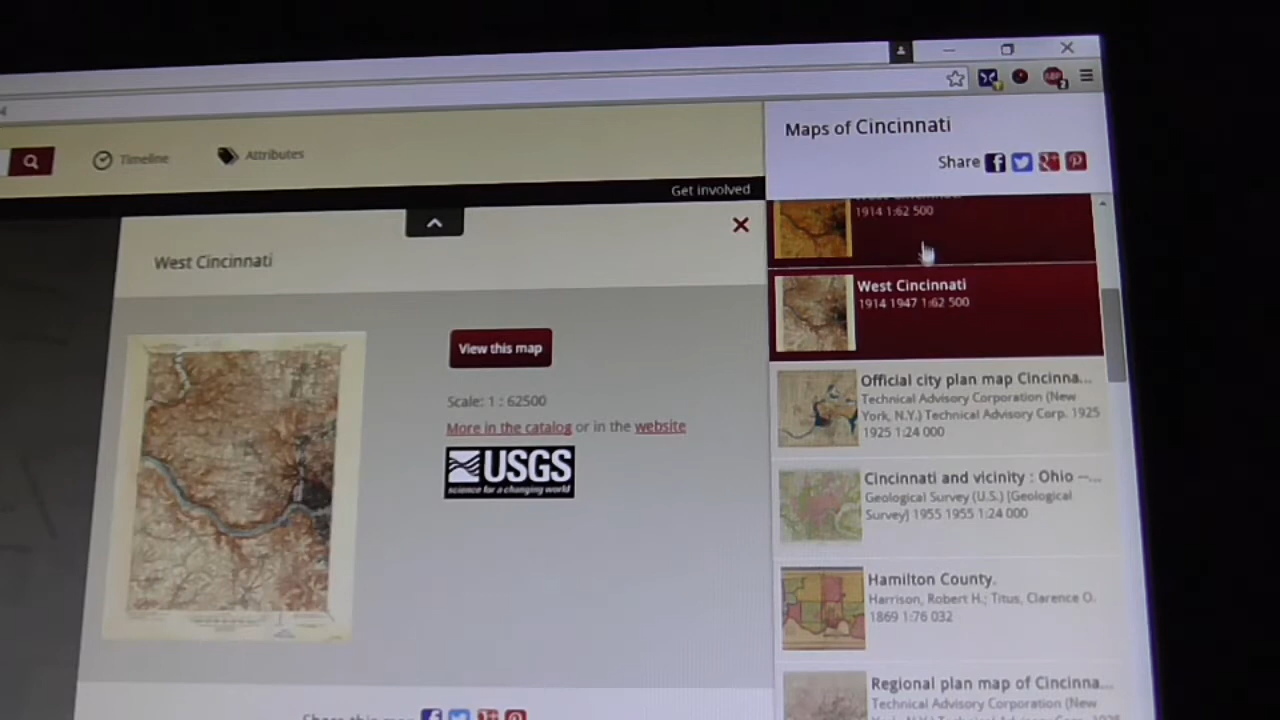 Timeline
Attributes
Get involved
West Cincinnati
View this map
Scale: 1 : 62500
More in the catalog or in the website
USGS
science for a changing world
Share this map
Maps of Cincinnati
Share
1914 1:62 500
West Cincinnati
1914 1947 1:62 500
Official city plan map Cincinna...
Technical Advisory Corporation (New
York, N.Y.) Technical Advisory Corp. 1925
1925 1:24 000
Cincinnati and vicinity : Ohio --...
Geological Survey (U.S.) [Geological
Survey] 1955 1955 1:24 000
Hamilton County.
Harrison, Robert H.; Titus, Clarence O.
1869 1:76 032
Regional plan map of Cincinna...
Technical Advisory Corporation (New